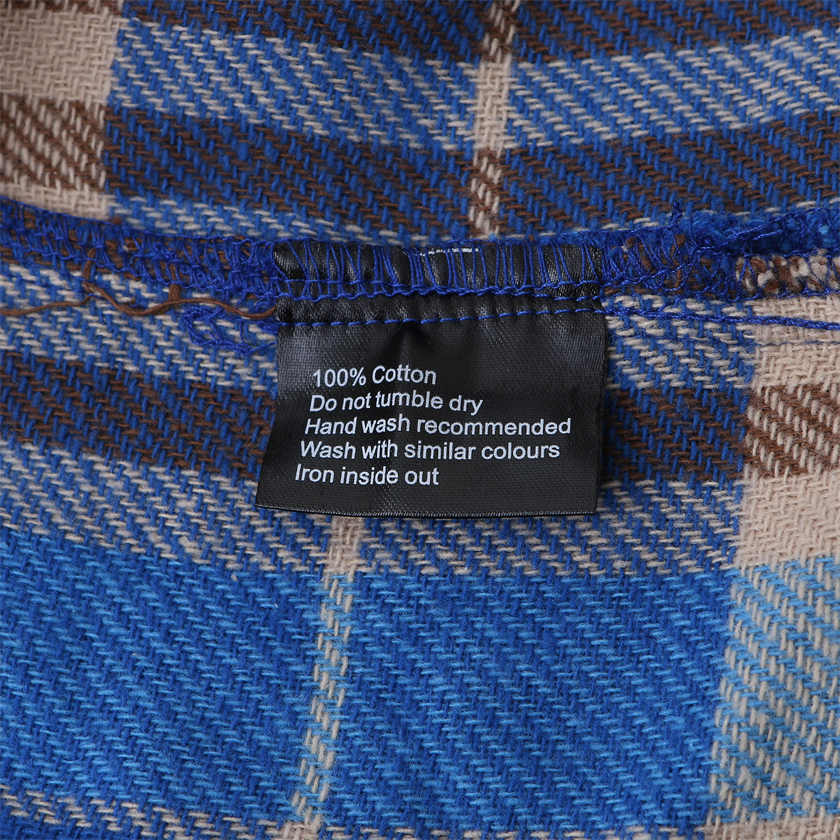 100% Cotton
Do not tumble dry
Hand wash recommended
Wash with similar colours
Iron inside out